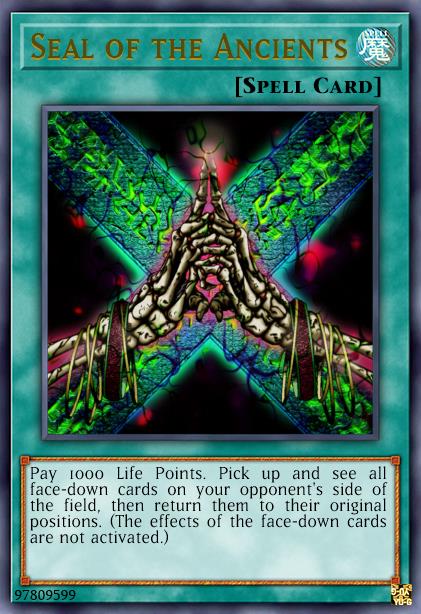 SEAL OF THE ANCIENTS
[SPELL CARD]
Pay 1000 Life Points. Pick up and see all
face-down cards on your opponent's side of
the field, then return them to their original
positions. (The effects of the face-down cards
are not activated.)
97809599